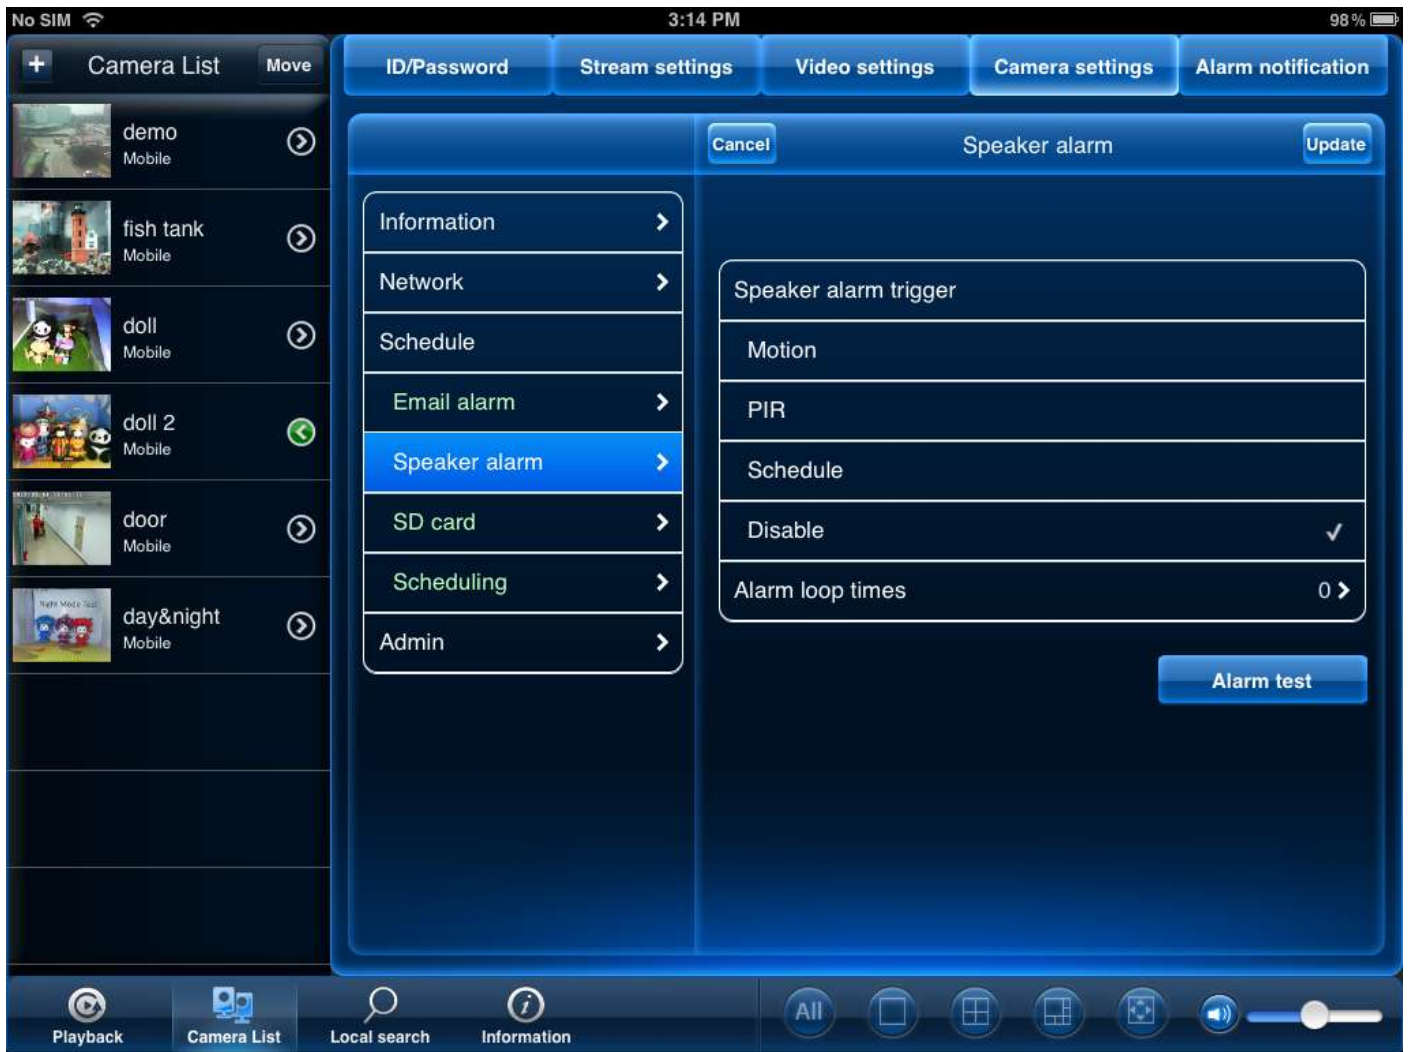 No SIM 3:14 PM 98%
+ Camera List Move
ID/Password Stream settings Video settings Camera settings Alarm notification
demo
Mobile
fish tank
Mobile
doll
Mobile
doll 2
Mobile
door
Mobile
Night Mode Test
day&night
Mobile
Cancel Speaker alarm Update
Information
Network
Schedule
Email alarm
Speaker alarm
SD card
Scheduling
Admin
Speaker alarm trigger
Motion
PIR
Schedule
Disable
Alarm loop times 0
Alarm test
Playback Camera List Local search Information All